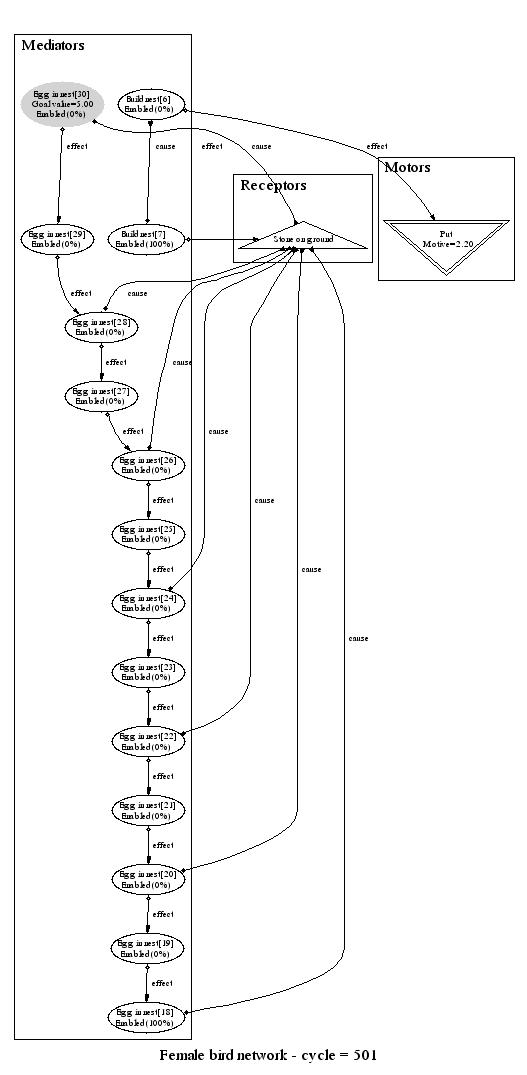 Mediators
Egg in nest[30]
Goal value=5.00
Enabled(0%)
Build nest[6]
Enabled(0%)
effect
cause
effect
cause
effect
Motors
Receptors
Egg in nest[29]
Enabled(0%)
Build nest[7]
Enabled(100%)
Stone on ground
Put
Motive=2.20
effect
cause
Egg in nest[28]
Enabled(0%)
effect
cause
Egg in nest[27]
Enabled(0%)
effect
cause
Egg in nest[26]
Enabled(0%)
effect
cause
Egg in nest[25]
Enabled(0%)
effect
cause
Egg in nest[24]
Enabled(0%)
effect
cause
Egg in nest[23]
Enabled(0%)
effect
Egg in nest[22]
Enabled(0%)
effect
Egg in nest[21]
Enabled(0%)
effect
Egg in nest[20]
Enabled(0%)
effect
Egg in nest[19]
Enabled(0%)
effect
Egg in nest[18]
Enabled(100%)
Female bird network - cycle = 501